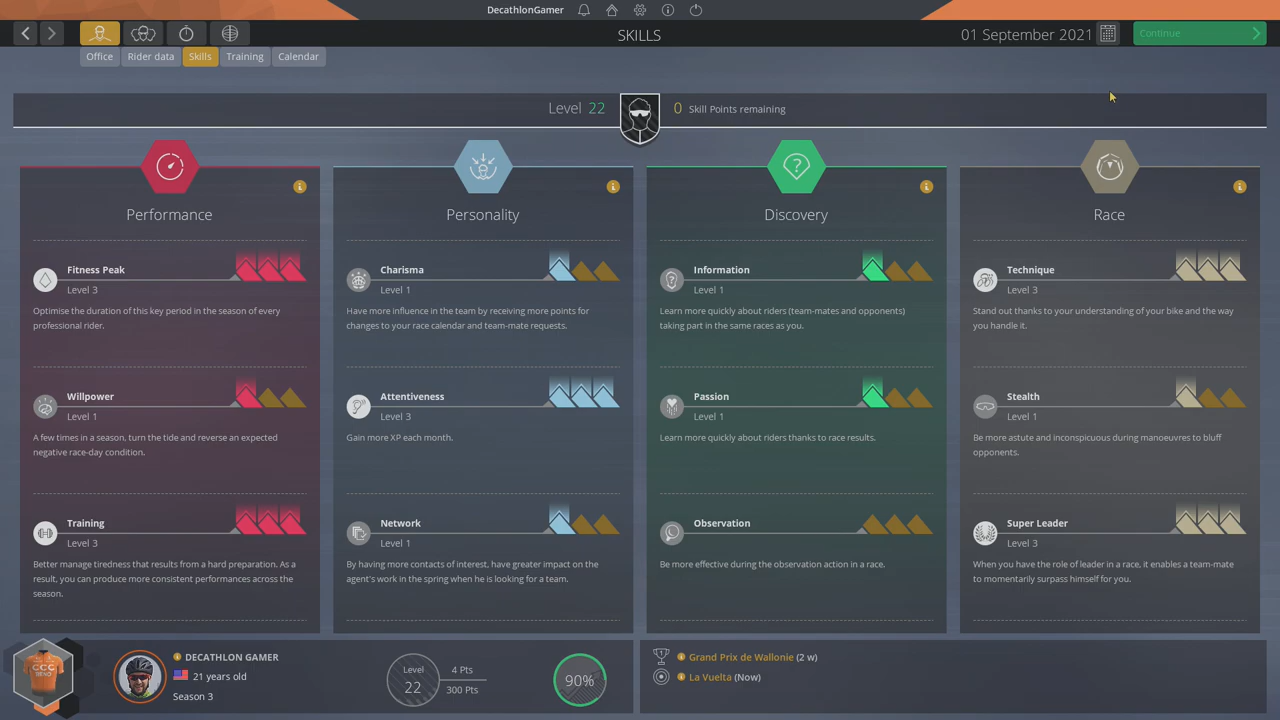 DecathlonGamer
SKILLS
01 September 2021
Continue
Office
Rider data
Skills
Training
Calendar
Level 22
0 Skill Points remaining
Performance
Fitness Peak
Level 3
Optimise the duration of this key period in the season of every
professional rider.
Willpower
Level 1
A few times in a season, turn the tide and reverse an expected
negative race-day condition.
Training
Level 3
Better manage tiredness that results from a hard preparation. As a
result, you can produce more consistent performances across the
season.
Personality
Charisma
Level 1
Have more influence in the team by receiving more points for
changes to your race calendar and team-mate requests.
Attentiveness
Level 3
Gain more XP each month.
Network
Level 1
By having more contacts of interest, have greater impact on the
agent's work in the spring when he is looking for a team.
Discovery
Information
Level 1
Learn more quickly about riders (team-mates and opponents)
taking part in the same races as you.
Passion
Level 1
Learn more quickly about riders thanks to race results.
Observation
Be more effective during the observation action in a race.
Race
Technique
Level 3
Stand out thanks to your understanding of your bike and the way
you handle it.
Stealth
Level 1
Be more astute and inconspicuous during manoeuvres to bluff
opponents.
Super Leader
Level 3
When you have the role of leader in a race, it enables a team-mate
to momentarily surpass himself for you.
CCC
DECATHLON GAMER
21 years old
Season 3
Level
22
4 Pts
300 Pts
90%
Grand Prix de Wallonie (2 w)
La Vuelta (Now)